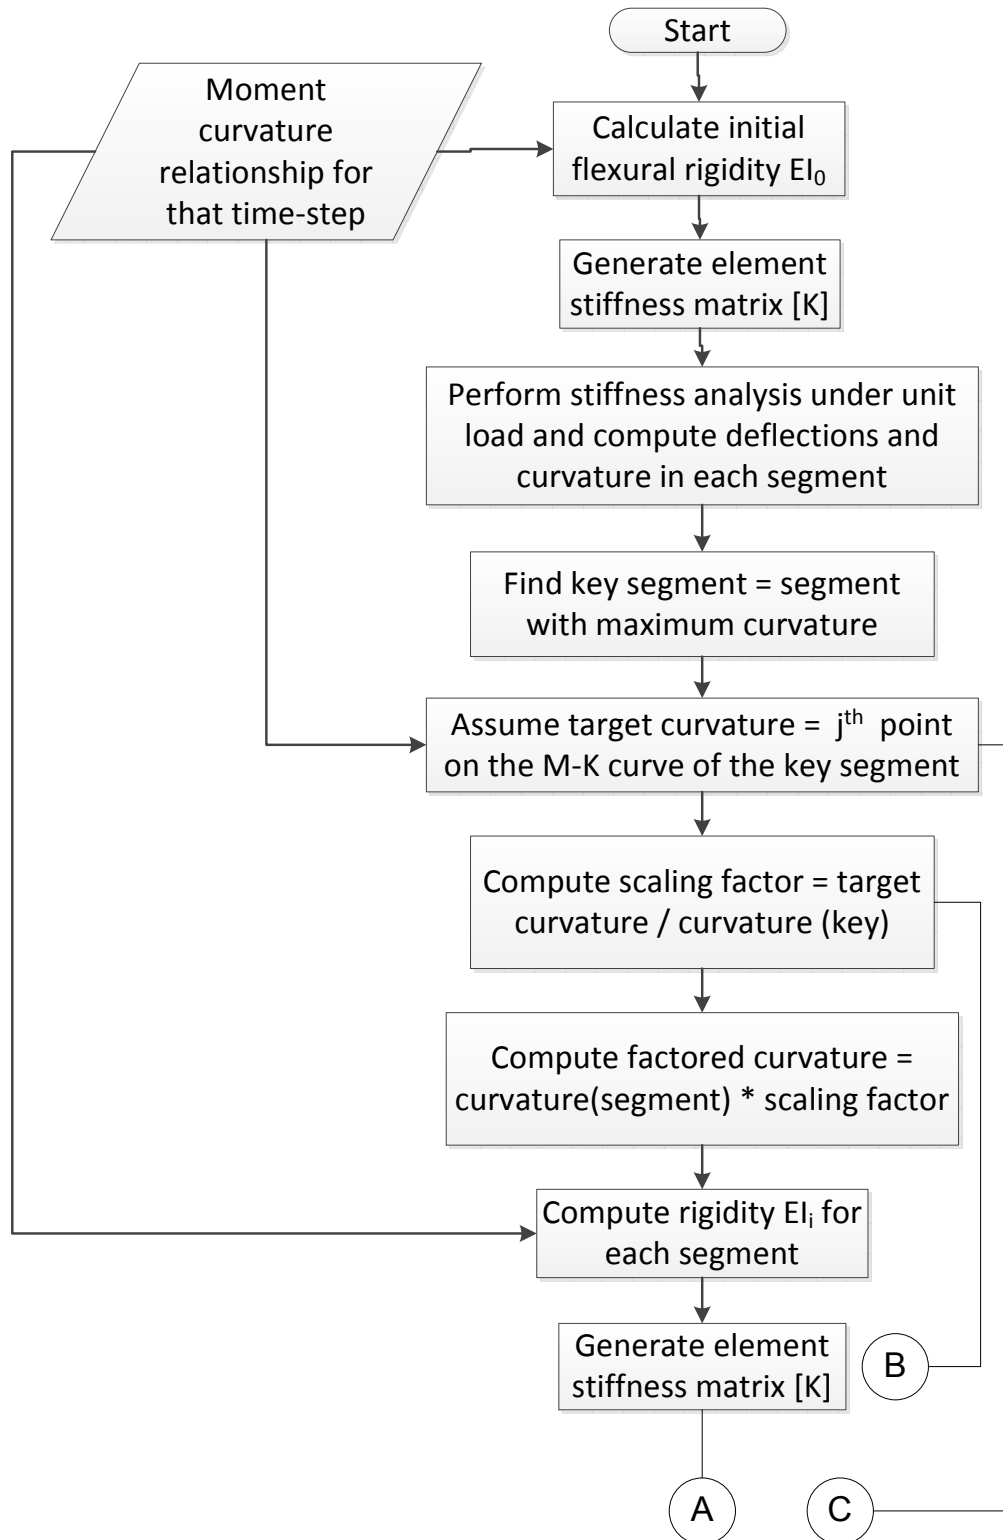 Start
Moment
curvature
relationship for
that time-step
Calculate initial
flexural rigidity EI₀
Generate element
stiffness matrix [K]
Perform stiffness analysis under unit
load and compute deflections and
curvature in each segment
Find key segment = segment
with maximum curvature
Assume target curvature = jᵗʰ point
on the M-K curve of the key segment
Compute scaling factor = target
curvature / curvature (key)
Compute factored curvature =
curvature(segment) * scaling factor
Compute rigidity EIᵢ for
each segment
Generate element
stiffness matrix [K]
B
A
C